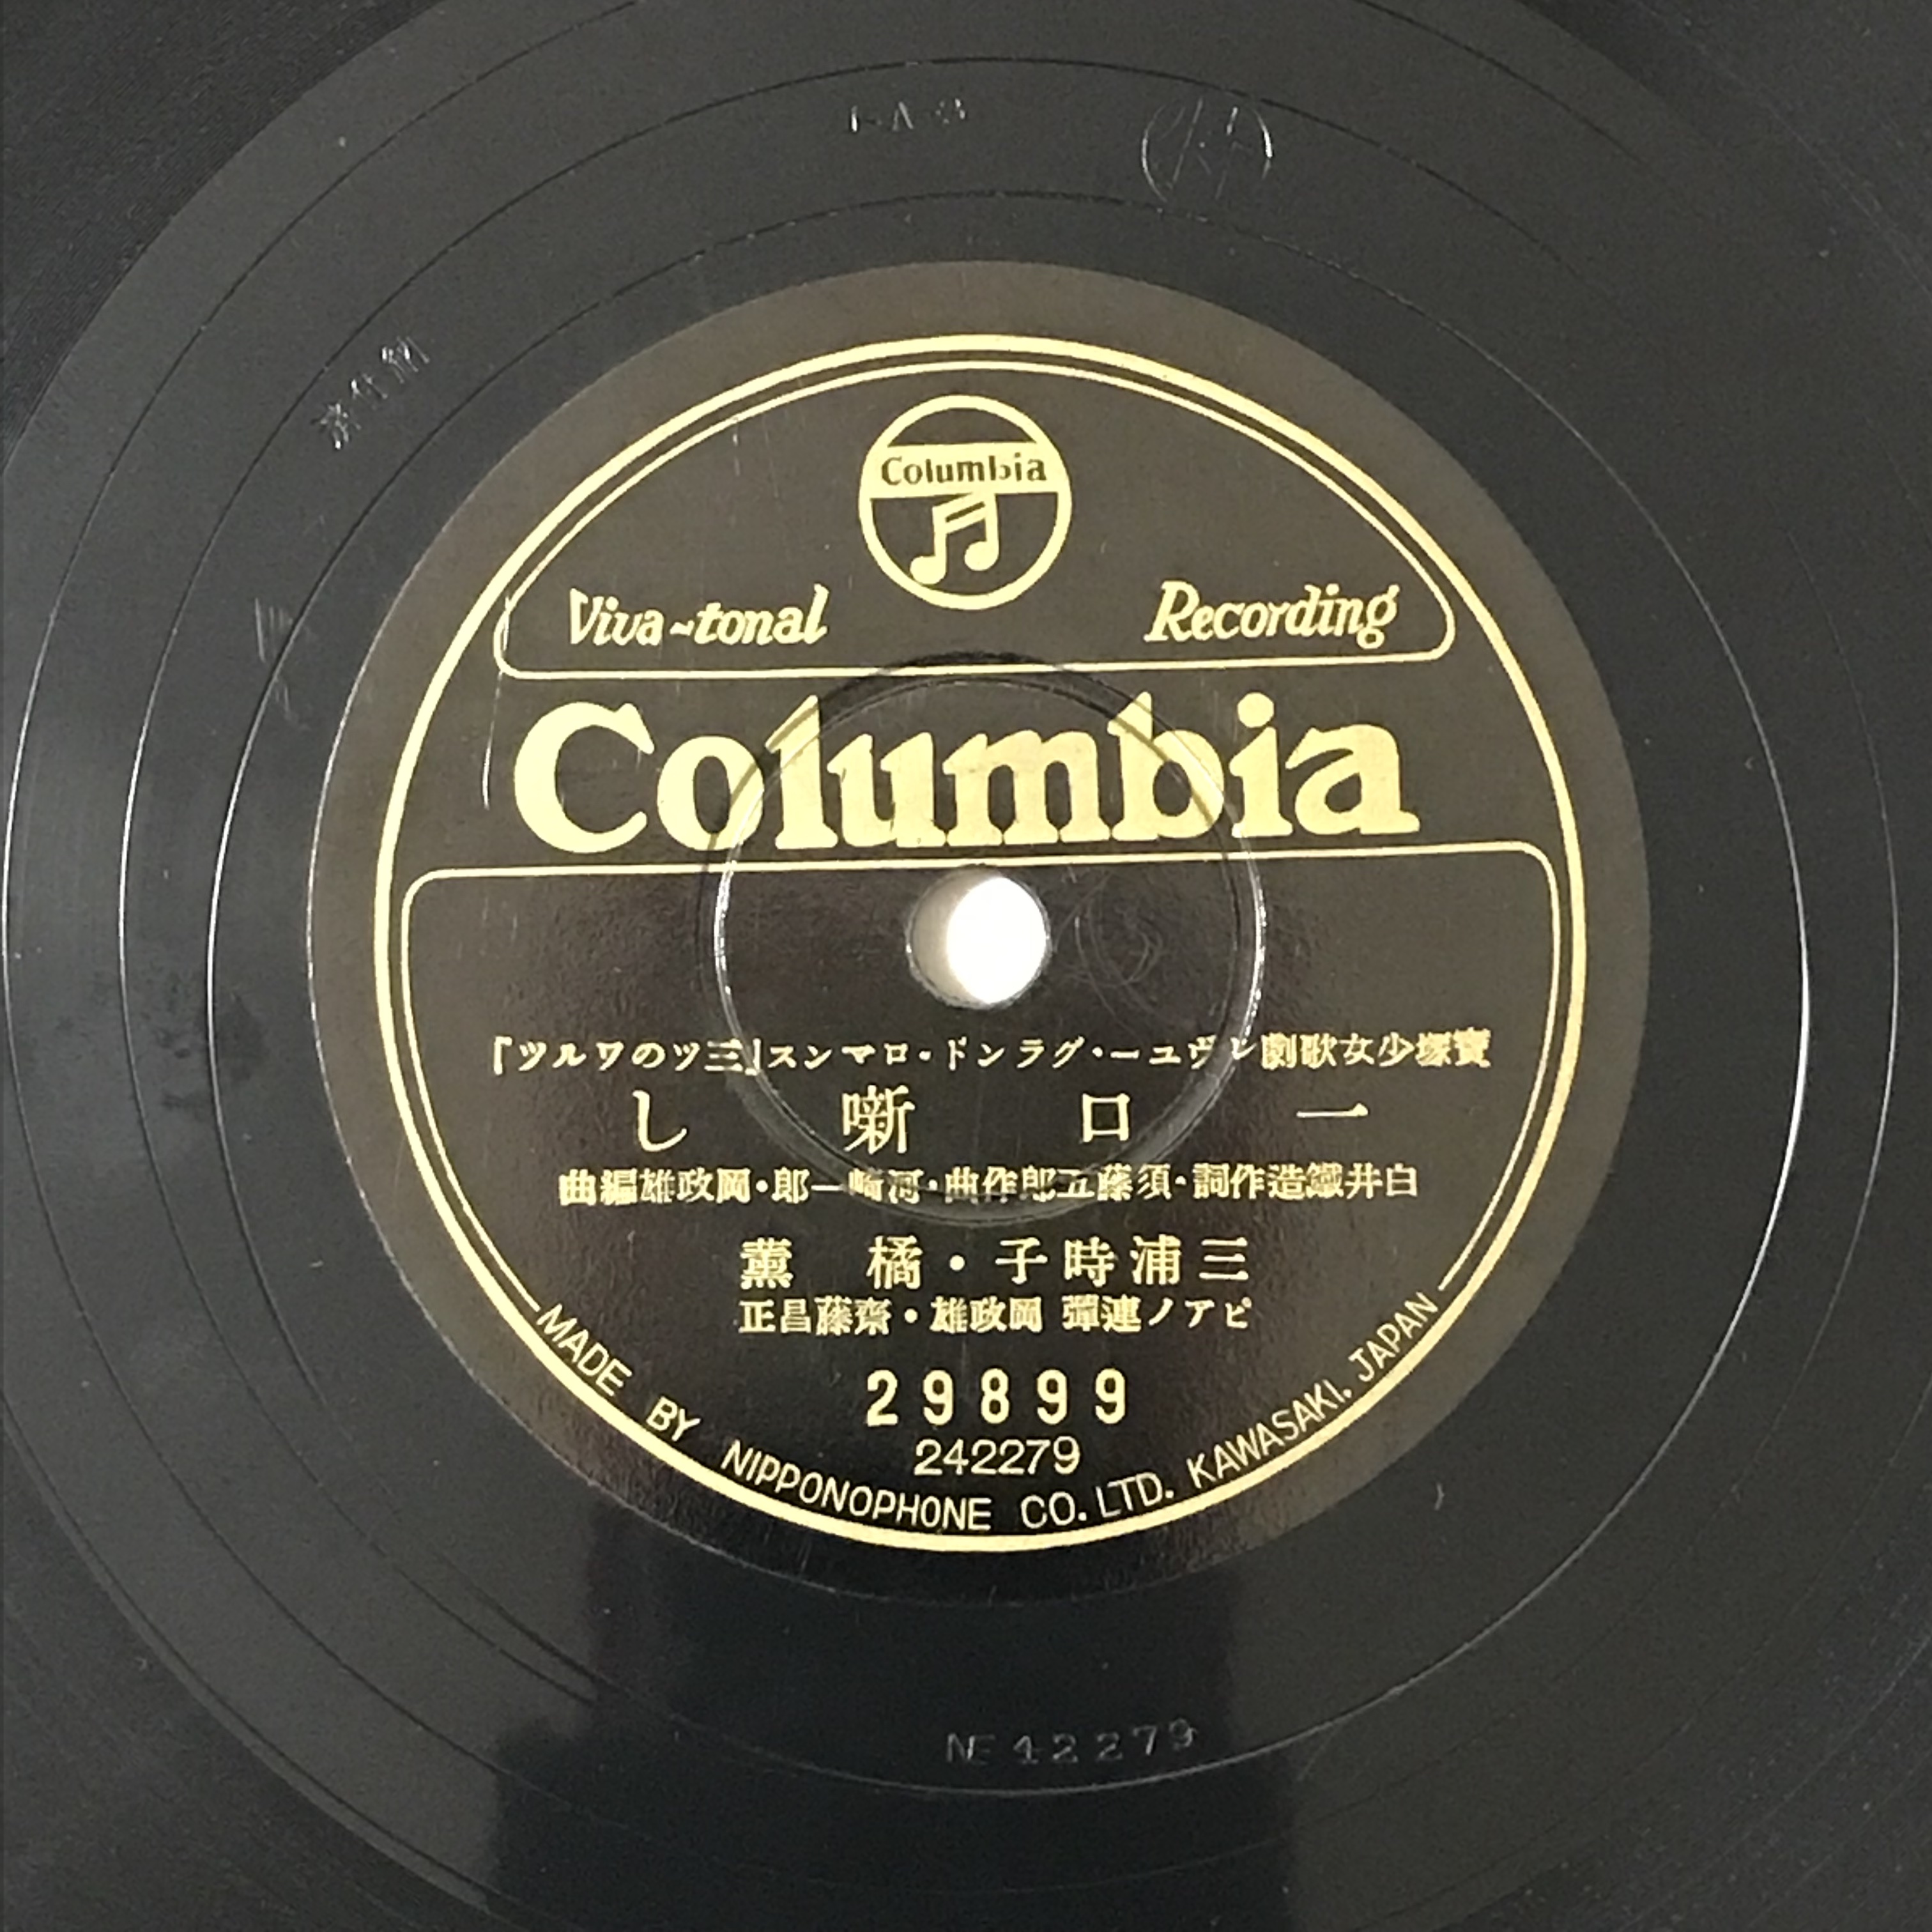 Columbia
Viva-tonal Recording
Columbia
寶塚少女歌劇レヴユー・グランド・ロマンス「三ツのワルツ」
一口噺し
白井鐵造作詞・須藤五郎作曲・河崎一郎・岡政雄編曲
三浦時子・橘 薫
ピアノ連彈 岡政雄・齋藤昌正
29899
242279
MADE BY NIPPONOPHONE CO. LTD. KAWASAKI. JAPAN
NE 42279